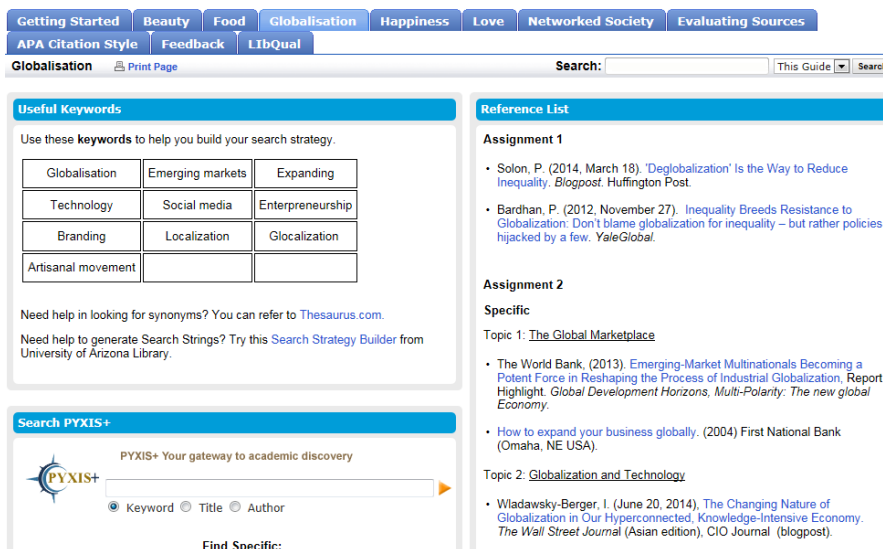 Getting Started Beauty Food Globalisation Happiness Love Networked Society Evaluating Sources
APA Citation Style Feedback LIbQual
Globalisation Print Page Search: This Guide Search
Useful Keywords
Use these keywords to help you build your search strategy.
Globalisation Emerging markets Expanding
Technology Social media Enterpreneurship
Branding Localization Glocalization
Artisanal movement
Need help in looking for synonyms? You can refer to Thesaurus.com.
Need help to generate Search Strings? Try this Search Strategy Builder from
University of Arizona Library.
Search PYXIS+
PYXIS+ Your gateway to academic discovery
PYXIS+
Keyword Title Author
Find Specific:
Reference List
Assignment 1
• Solon, P. (2014, March 18). 'Deglobalization' Is the Way to Reduce
Inequality. Blogpost. Huffington Post.
• Bardhan, P. (2012, November 27). Inequality Breeds Resistance to
Globalization: Don't blame globalization for inequality – but rather policies
hijacked by a few. YaleGlobal.
Assignment 2
Specific
Topic 1: The Global Marketplace
• The World Bank, (2013). Emerging-Market Multinationals Becoming a
Potent Force in Reshaping the Process of Industrial Globalization, Report
Highlight. Global Development Horizons, Multi-Polarity: The new global
Economy.
• How to expand your business globally. (2004) First National Bank
(Omaha, NE USA).
Topic 2: Globalization and Technology
• Wladawsky-Berger, I. (June 20, 2014), The Changing Nature of
Globalization in Our Hyperconnected, Knowledge-Intensive Economy.
The Wall Street Journal (Asian edition), CIO Journal (blogpost).